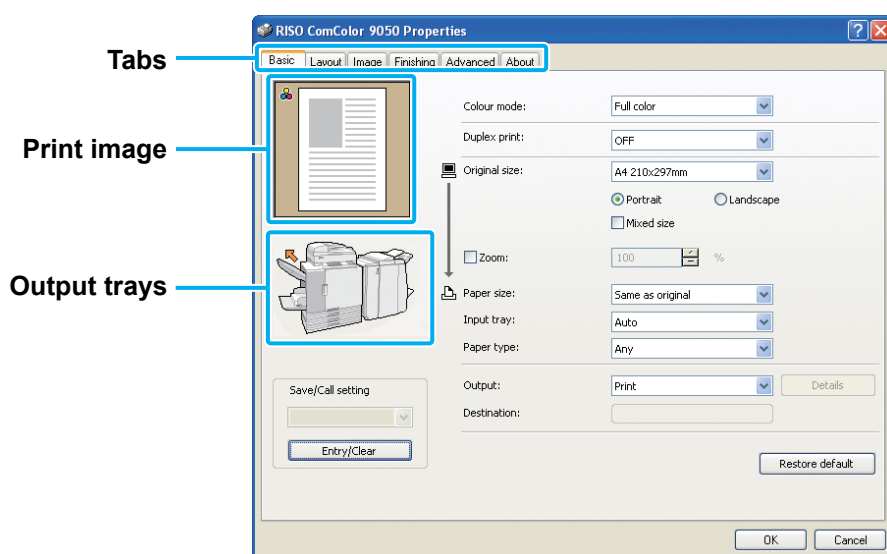 RISO ComColor 9050 Properties
Tabs
Basic Layout Image Finishing Advanced About
Print image
Colour mode: Full color
Duplex print: OFF
Original size: A4 210x297mm
Portrait Landscape
Mixed size
Zoom: 100 %
Output trays
Paper size: Same as original
Input tray: Auto
Paper type: Any
Save/Call setting
Output: Print Details
Destination:
Entry/Clear
Restore default
OK Cancel